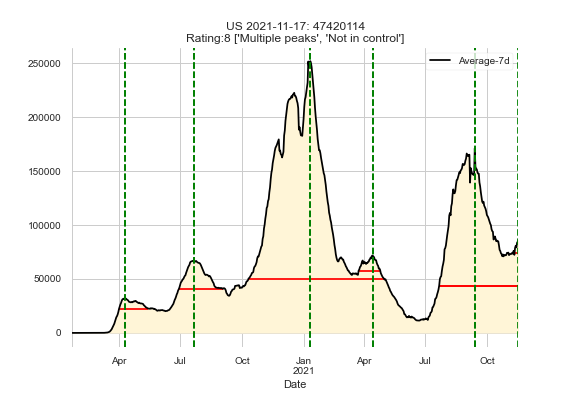 US 2021-11-17: 47420114
Rating:8 ['Multiple peaks', 'Not in control']
Average-7d
250000
200000
150000
100000
50000
0
Apr Jul Oct Jan Apr Jul Oct
2021
Date